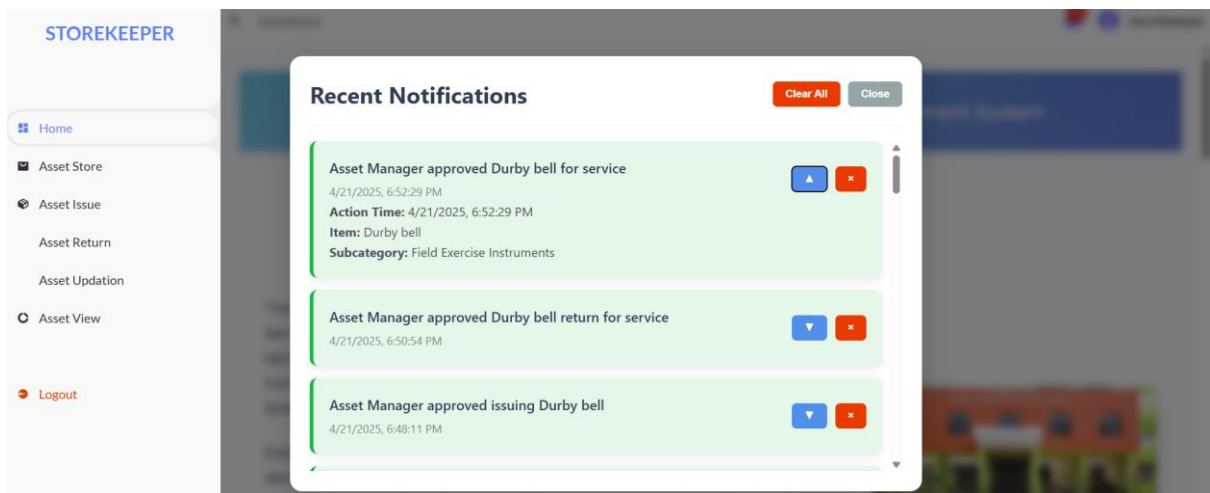 STOREKEEPER
Home
Asset Store
Asset Issue
Asset Return
Asset Updation
Asset View
Logout
Recent Notifications
Clear All
Close
Asset Manager approved Durby bell for service
4/21/2025, 6:52:29 PM
Action Time: 4/21/2025, 6:52:29 PM
Item: Durby bell
Subcategory: Field Exercise Instruments
Asset Manager approved Durby bell return for service
4/21/2025, 6:50:54 PM
Asset Manager approved issuing Durby bell
4/21/2025, 6:48:11 PM